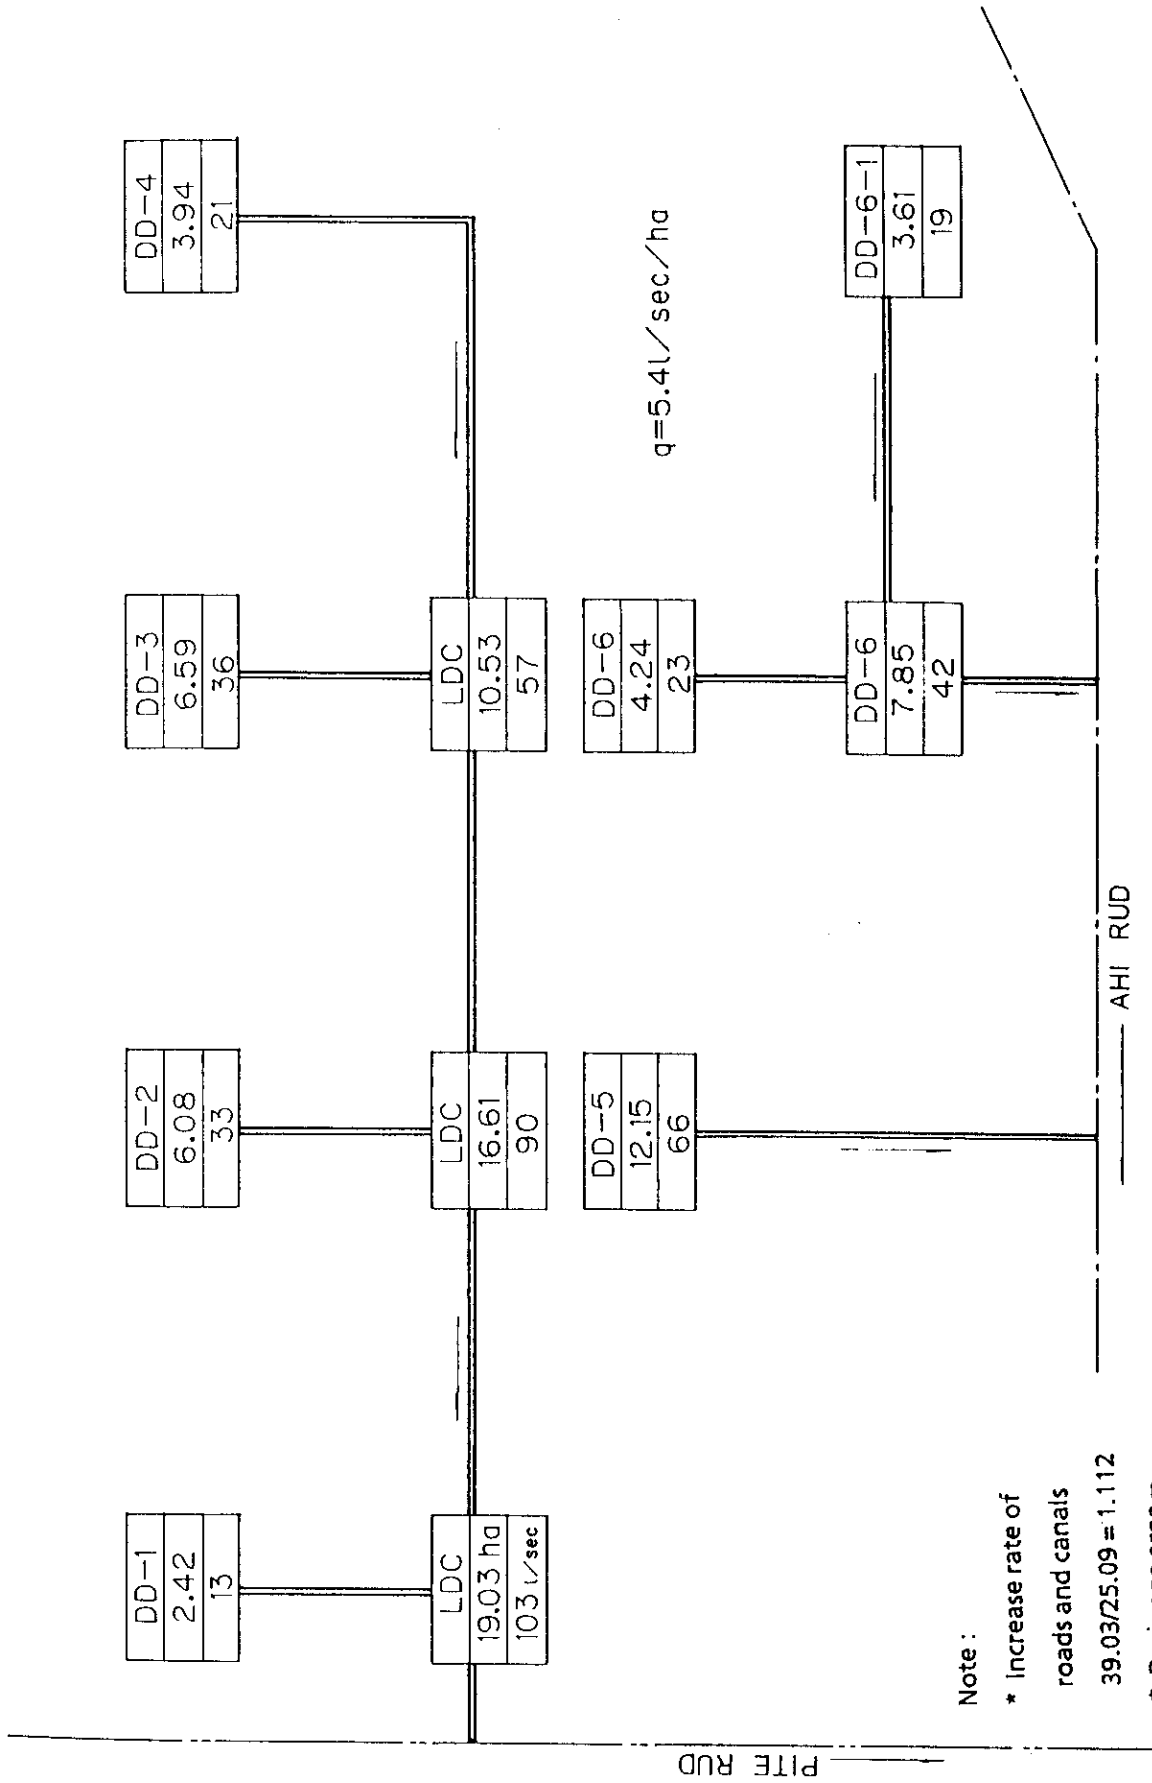 DD-1
2.42
13
DD-2
6.08
33
DD-3
6.59
36
DD-4
3.94
21
LDC
19.03 ha
103 l/sec
LDC
16.61
90
LDC
10.53
57
q=5.4l/sec/ha
DD-5
12.15
66
DD-6
4.24
23
DD-6
7.85
42
DD-6-1
3.61
19
PITE RUD
AHI RUD
Note :
* Increase rate of
roads and canals
39.03/25.09 = 1.112